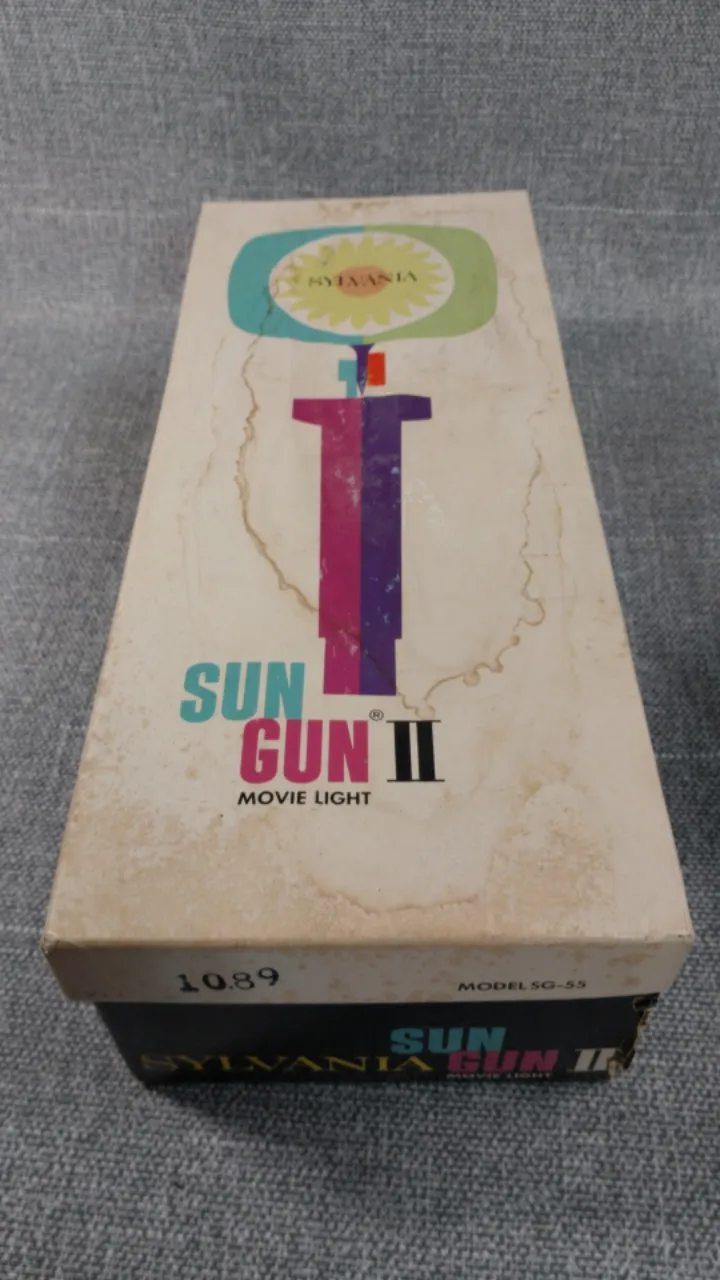 SYLVANIA
SUN
GUN® II
MOVIE LIGHT
10.89
MODEL SG-55
SUN
SYLVANIA GUN II
MOVIE LIGHT